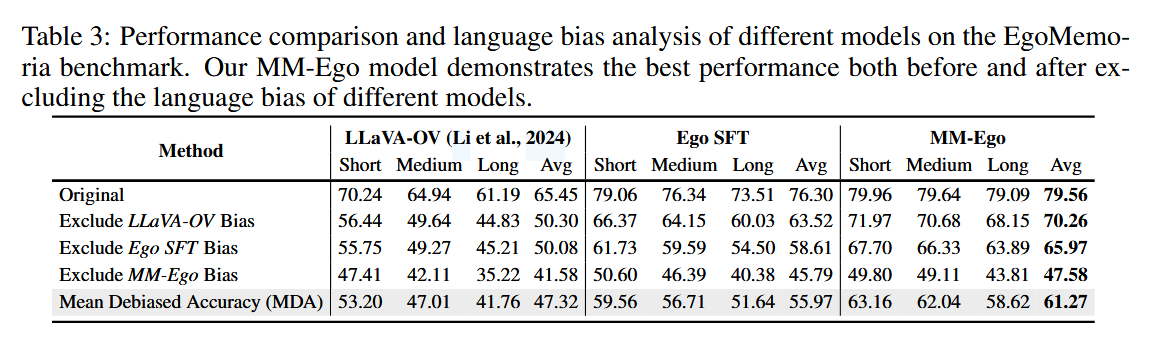 Table 3: Performance comparison and language bias analysis of different models on the EgoMemo-
ria benchmark. Our MM-Ego model demonstrates the best performance both before and after ex-
cluding the language bias of different models.
Method LLaVA-OV (Li et al., 2024) Ego SFT MM-Ego
Short Medium Long Avg Short Medium Long Avg Short Medium Long Avg
Original 70.24 64.94 61.19 65.45 79.06 76.34 73.51 76.30 79.96 79.64 79.09 79.56
Exclude LLaVA-OV Bias 56.44 49.64 44.83 50.30 66.37 64.15 60.03 63.52 71.97 70.68 68.15 70.26
Exclude Ego SFT Bias 55.75 49.27 45.21 50.08 61.73 59.59 54.50 58.61 67.70 66.33 63.89 65.97
Exclude MM-Ego Bias 47.41 42.11 35.22 41.58 50.60 46.39 40.38 45.79 49.80 49.11 43.81 47.58
Mean Debiased Accuracy (MDA) 53.20 47.01 41.76 47.32 59.56 56.71 51.64 55.97 63.16 62.04 58.62 61.27